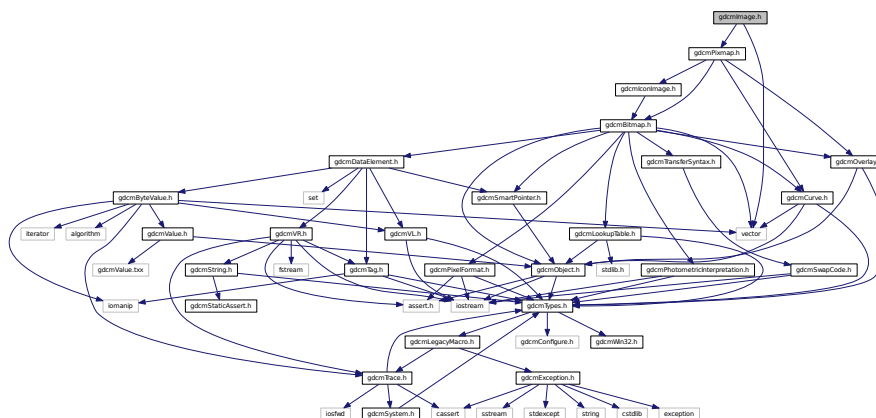 gdcmImage.h
gdcmPixmap.h
gdcmIconImage.h
gdcmBitmap.h
gdcmDataElement.h
gdcmTransferSyntax.h
gdcmOverlay
gdcmByteValue.h
set
gdcmSmartPointer.h
gdcmCurve.h
iterator
algorithm
gdcmValue.h
gdcmVR.h
gdcmVL.h
gdcmLookupTable.h
vector
gdcmValue.txx
gdcmString.h
fstream
gdcmTag.h
gdcmPixelFormat.h
gdcmObject.h
stdlib.h
gdcmPhotometricInterpretation.h
gdcmSwapCode.h
iomanip
gdcmStaticAssert.h
assert.h
iostream
gdcmTypes.h
gdcmLegacyMacro.h
gdcmConfigure.h
gdcmWin32.h
gdcmTrace.h
gdcmException.h
iosfwd
gdcmSystem.h
cassert
sstream
stdexcept
string
cstdlib
exception